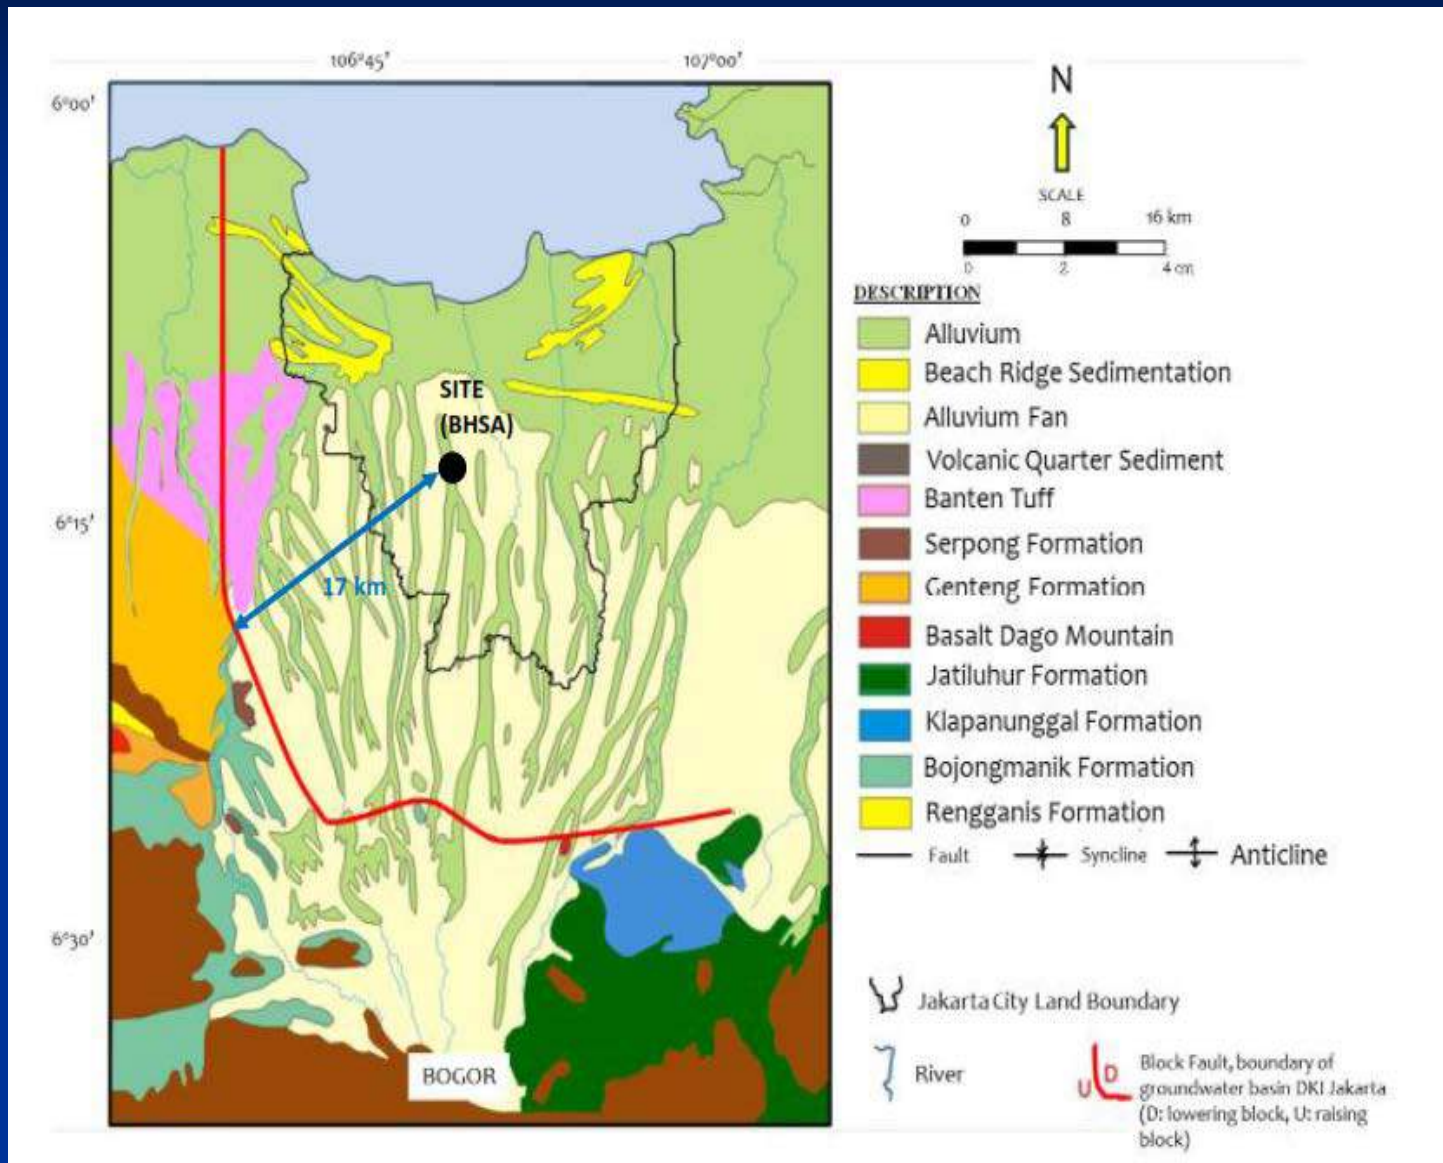 106°45' 107°00'
6°00'
N
SCALE
0 8 16 km
0 2 4 cm
DESCRIPTION
Alluvium
Beach Ridge Sedimentation
Alluvium Fan
Volcanic Quarter Sediment
Banten Tuff
Serpong Formation
Genteng Formation
Basalt Dago Mountain
Jatiluhur Formation
Klapanunggal Formation
Bojongmanik Formation
Rengganis Formation
Fault Syncline Anticline
SITE
(BHSA)
6°15'
17 km
6°30'
BOGOR
Jakarta City Land Boundary
River
U D
Block Fault, boundary of
groundwater basin DKI Jakarta
(D: lowering block, U: raising
block)